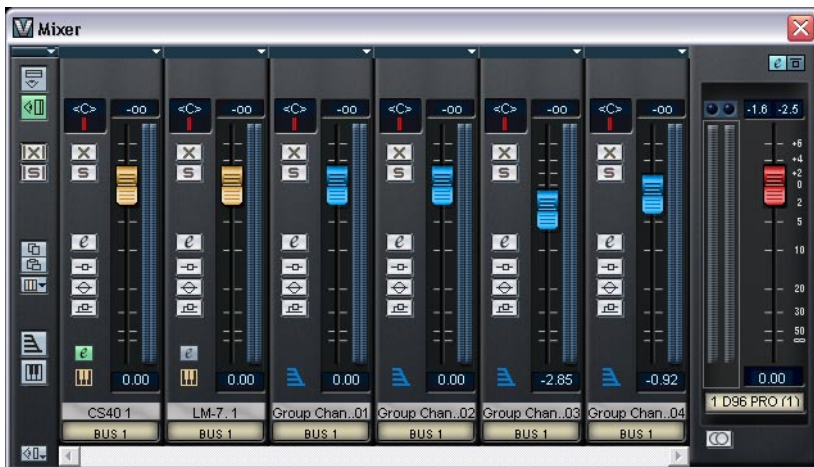 Mixer
<C> -oo <C> -oo <C> -oo <C> -oo <C> -oo <C> -oo -1.6 -2.5
X X X X X X
S S S S S S
X
S
+6
+4
+2
0
2
5
10
20
30
50
∞
e e e e e e
e e
e
0.00 0.00 0.00 0.00 -2.85 -0.92 0.00
CS40 1 LM-7. 1 Group Chan..01 Group Chan..02 Group Chan..03 Group Chan..04 1 D96 PRO (1)
BUS 1 BUS 1 BUS 1 BUS 1 BUS 1 BUS 1